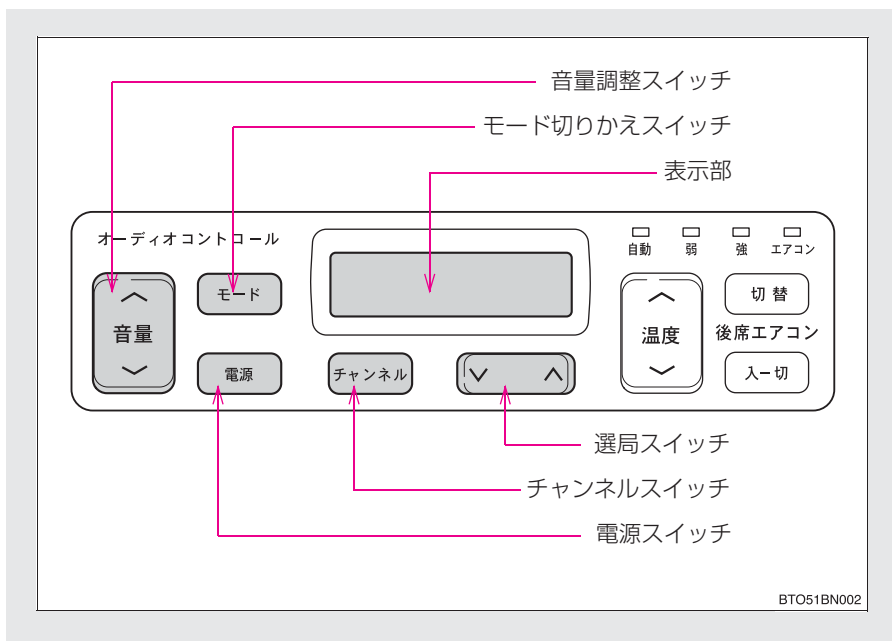 音量調整スイッチ
モード切りかえスイッチ
表示部
オーディオコントロール
自動 弱 強 エアコン
モード
切替
音量
温度
後席エアコン
電源
チャンネル
入ー切
選局スイッチ
チャンネルスイッチ
電源スイッチ
BTO51BN002